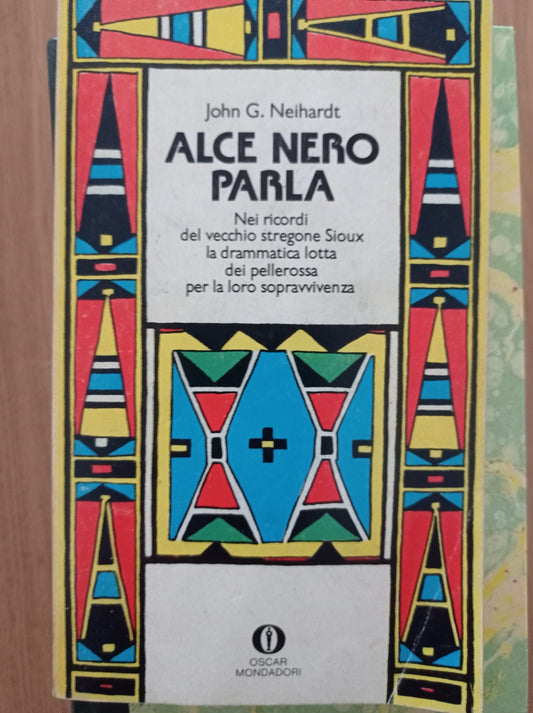 John G. Neihardt
ALCE NERO
PARLA
Nei ricordi
del vecchio stregone Sioux
la drammatica lotta
dei pellerossa
per la loro sopravvivenza
OSCAR
MONDADORI